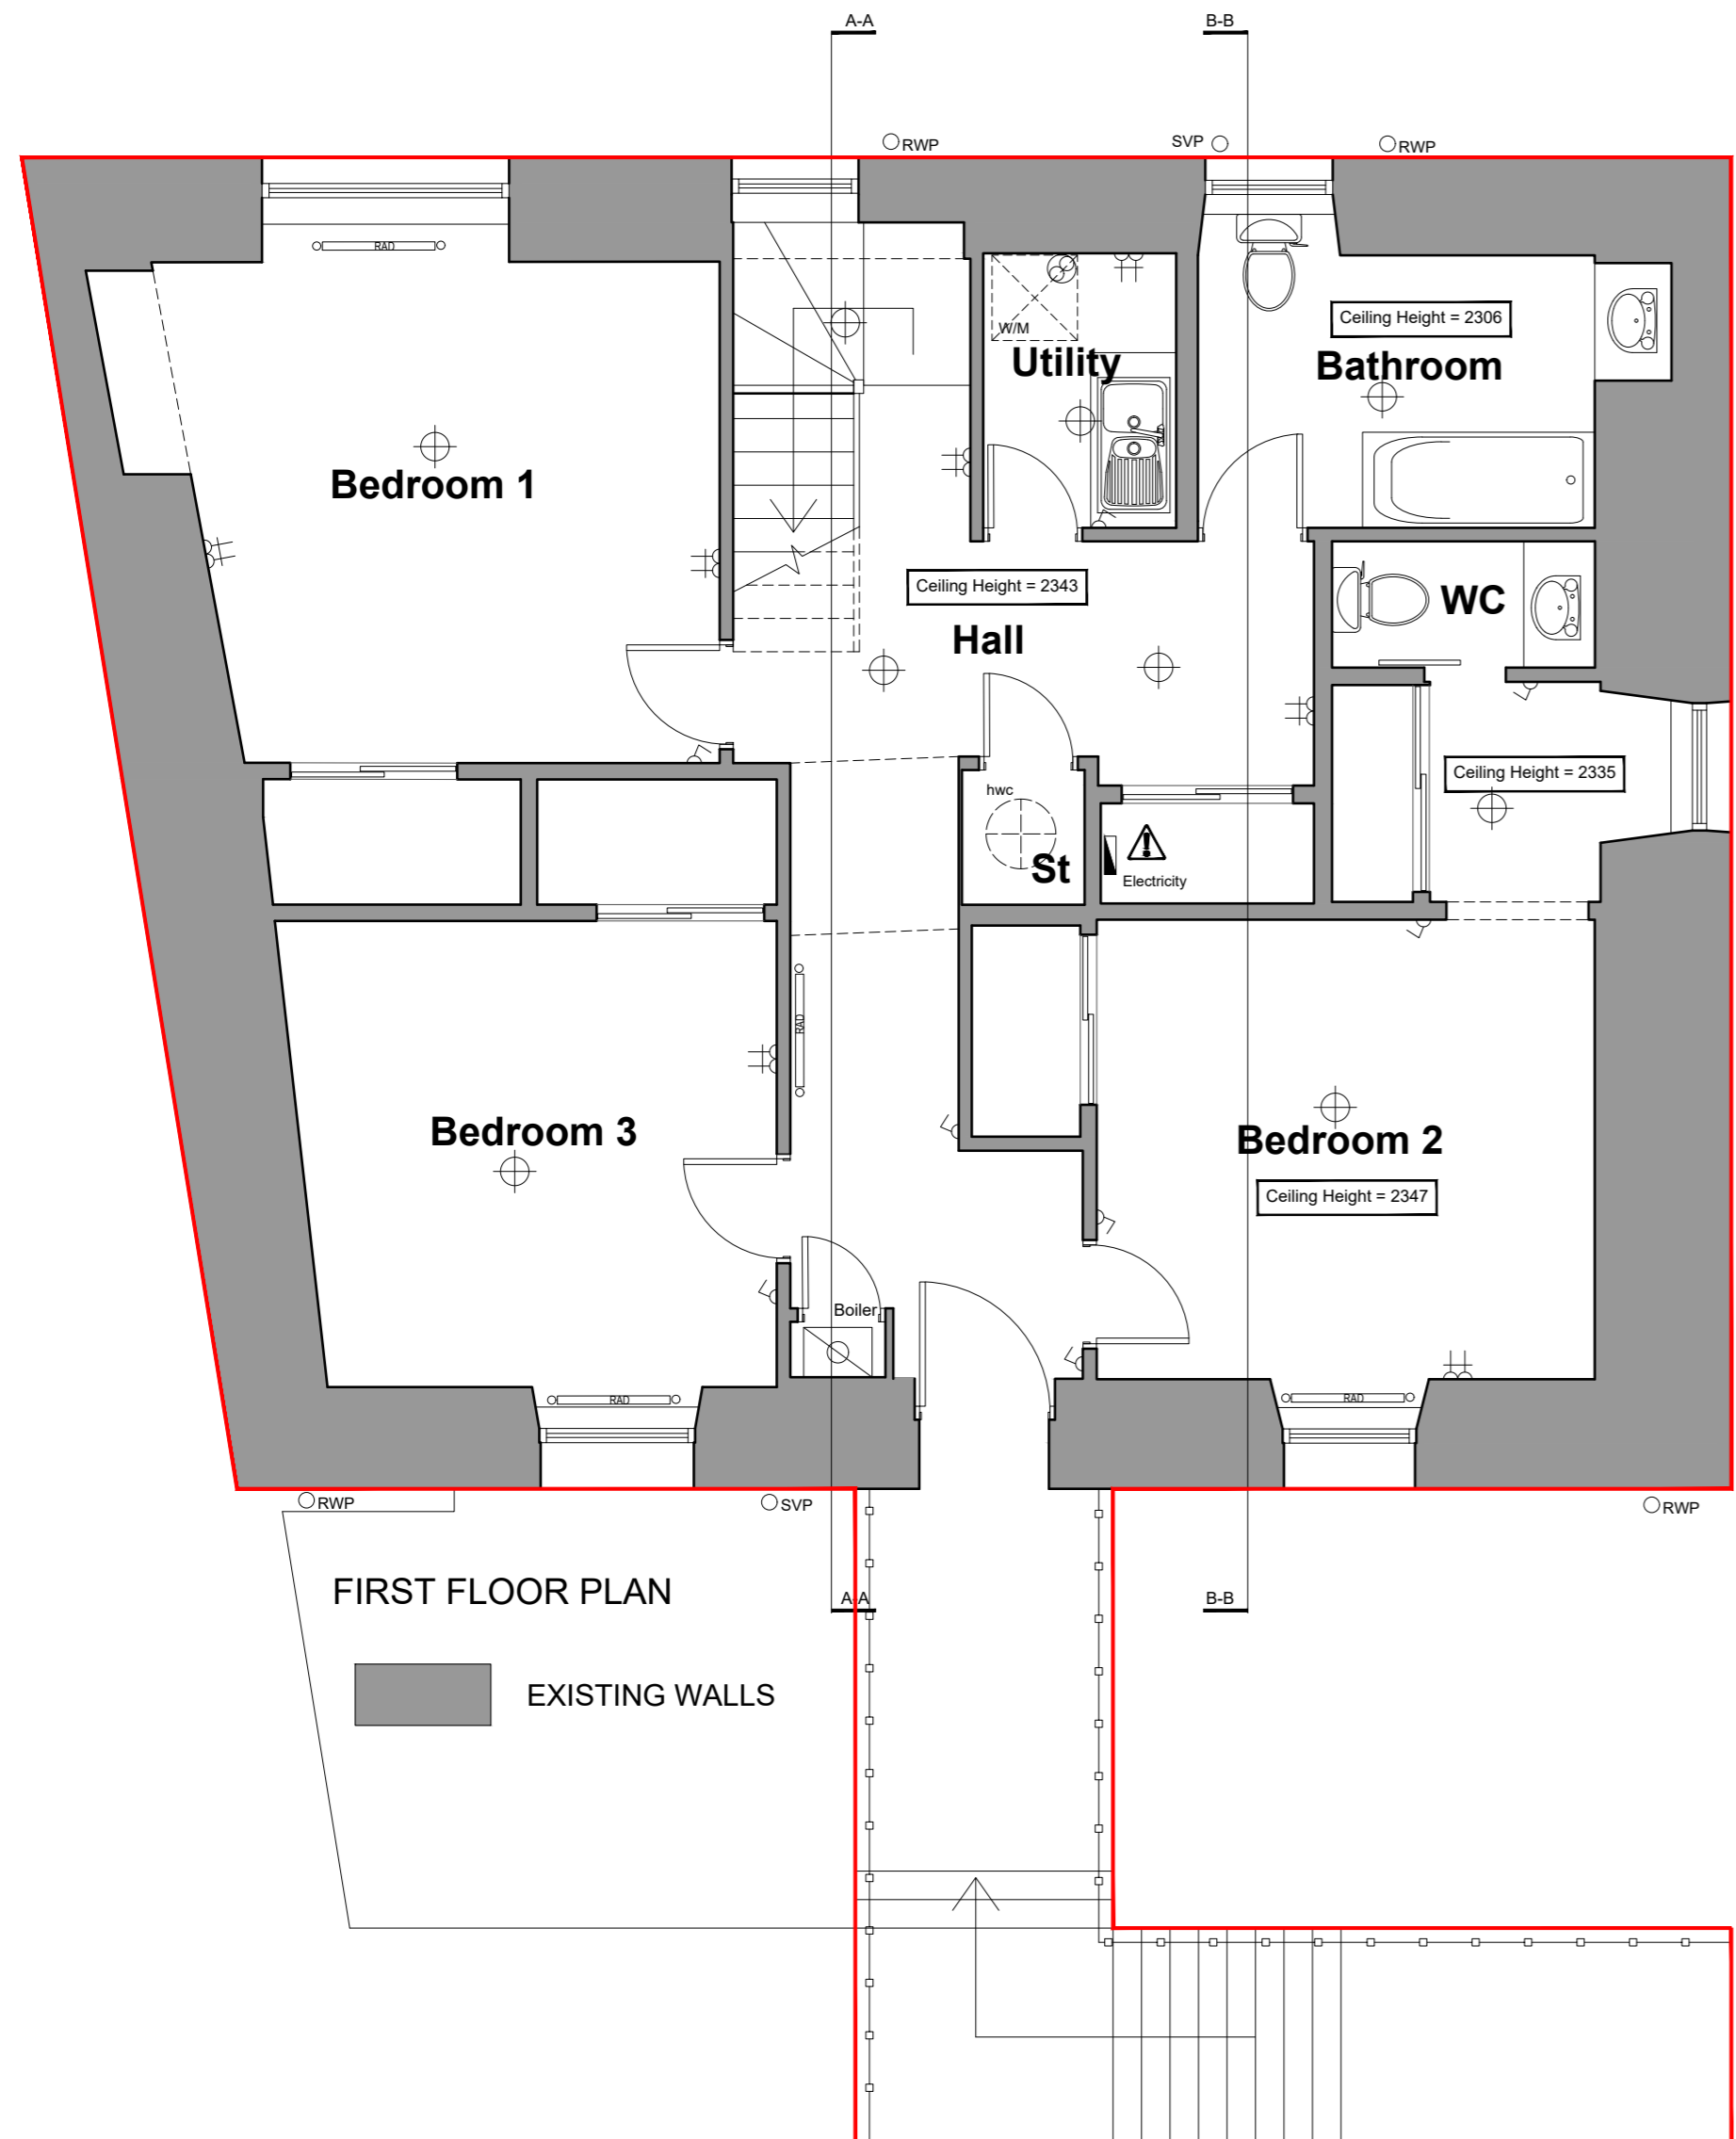 A-A
B-B
RWP
SVP
RWP
RAD
W/M
Utility
Ceiling Height = 2306
Bathroom
Bedroom 1
Ceiling Height = 2343
Hall
WC
Ceiling Height = 2335
hwc
St
Electricity
RAD
Bedroom 3
Bedroom 2
Ceiling Height = 2347
Boiler
RAD
RAD
RWP
SVP
RWP
FIRST FLOOR PLAN
A-A
B-B
EXISTING WALLS